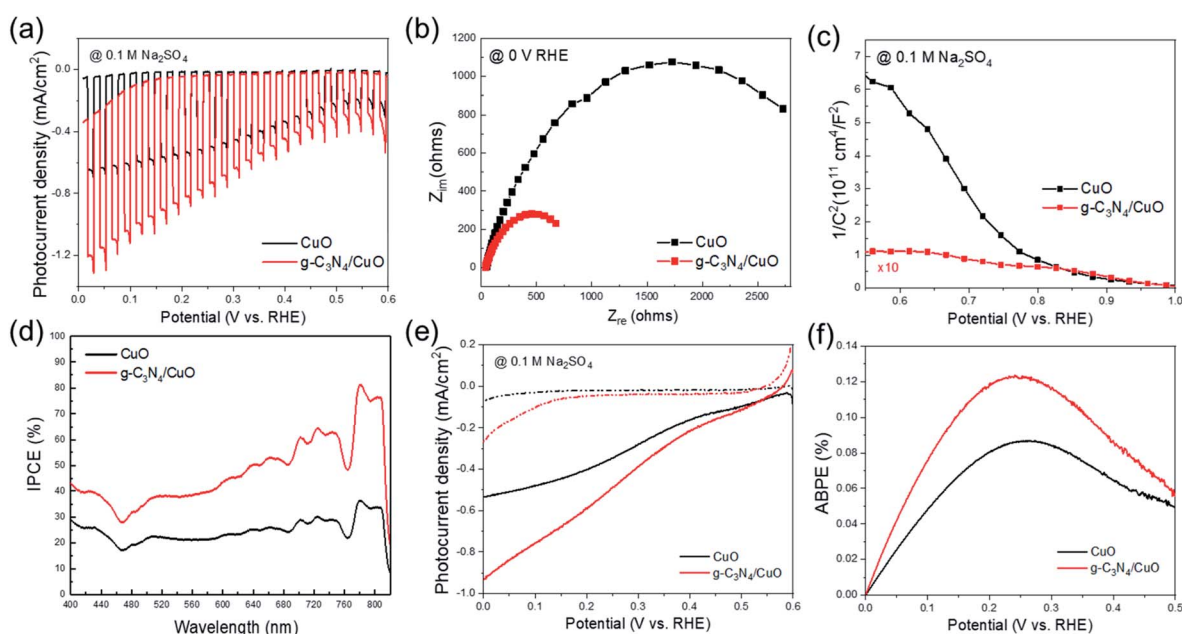 (a)
@ 0.1 M Na₂SO₄
0.0
-0.4
-0.8
-1.2
Photocurrent density (mA/cm²)
CuO
g-C₃N₄/CuO
0.0 0.1 0.2 0.3 0.4 0.5 0.6
Potential (V vs. RHE)
(b)
@ 0 V RHE
1200
1000
800
600
400
200
0
Z_im(ohms)
CuO
g-C₃N₄/CuO
0 500 1000 1500 2000 2500
Z_re (ohms)
(c)
@ 0.1 M Na₂SO₄
7
6
5
4
3
2
1
0
1/C²(10¹¹ cm⁴/F²)
CuO
g-C₃N₄/CuO
x10
0.6 0.7 0.8 0.9 1.0
Potential (V vs. RHE)
(d)
100
90
80
70
60
50
40
30
20
10
0
IPCE (%)
CuO
g-C₃N₄/CuO
400 440 480 520 560 600 640 680 720 760 800
Wavelength (nm)
(e)
@ 0.1 M Na₂SO₄
0.2
0.0
-0.2
-0.4
-0.6
-0.8
-1.0
Photocurrent density (mA/cm²)
CuO
g-C₃N₄/CuO
0.0 0.1 0.2 0.3 0.4 0.5 0.6
Potential (V vs. RHE)
(f)
0.14
0.12
0.10
0.08
0.06
0.04
0.02
0.00
ABPE (%)
CuO
g-C₃N₄/CuO
0.0 0.1 0.2 0.3 0.4 0.5
Potential (V vs. RHE)